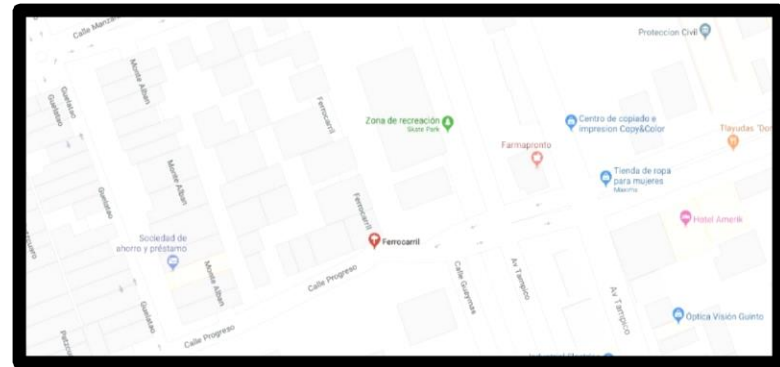 Calle Manzan
Proteccion Civil
Guelatao
Monte Alban
Ferrocarril
Guelatao
Zona de recreación
Skate Park
Centro de copiado e
impresion Copy&Color
Tlayudas "Do
Farmapronto
Monte Alban
Tienda de ropa
para mujeres
Guelatao
Ferrocarril
Hotel Amerik
Sociedad de
ahorro y préstamo
Ferrocarril
Monte Alban
Calle Progreso
Calle Guaymas
Av Tampico
Av Tampico
Guelatao
Óptica Visión Guinto
Calle Progreso